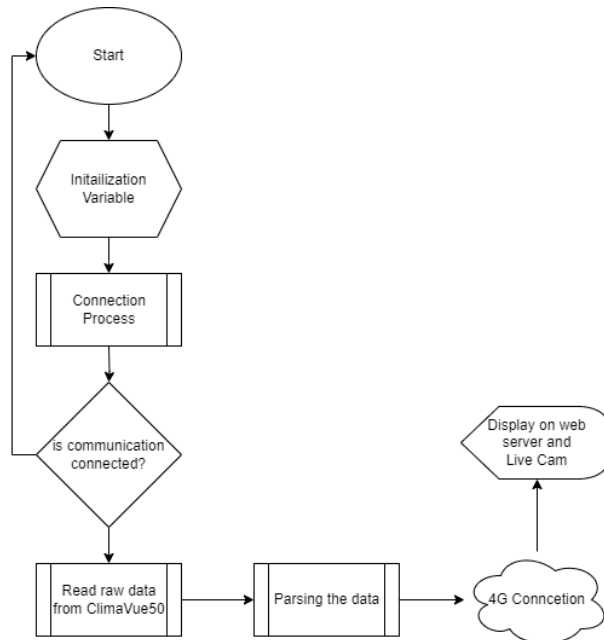 Start
Initailization
Variable
Connection
Process
is communication
connected?
Read raw data
from ClimaVue50
Parsing the data
4G Conncetion
Display on web
server and
Live Cam